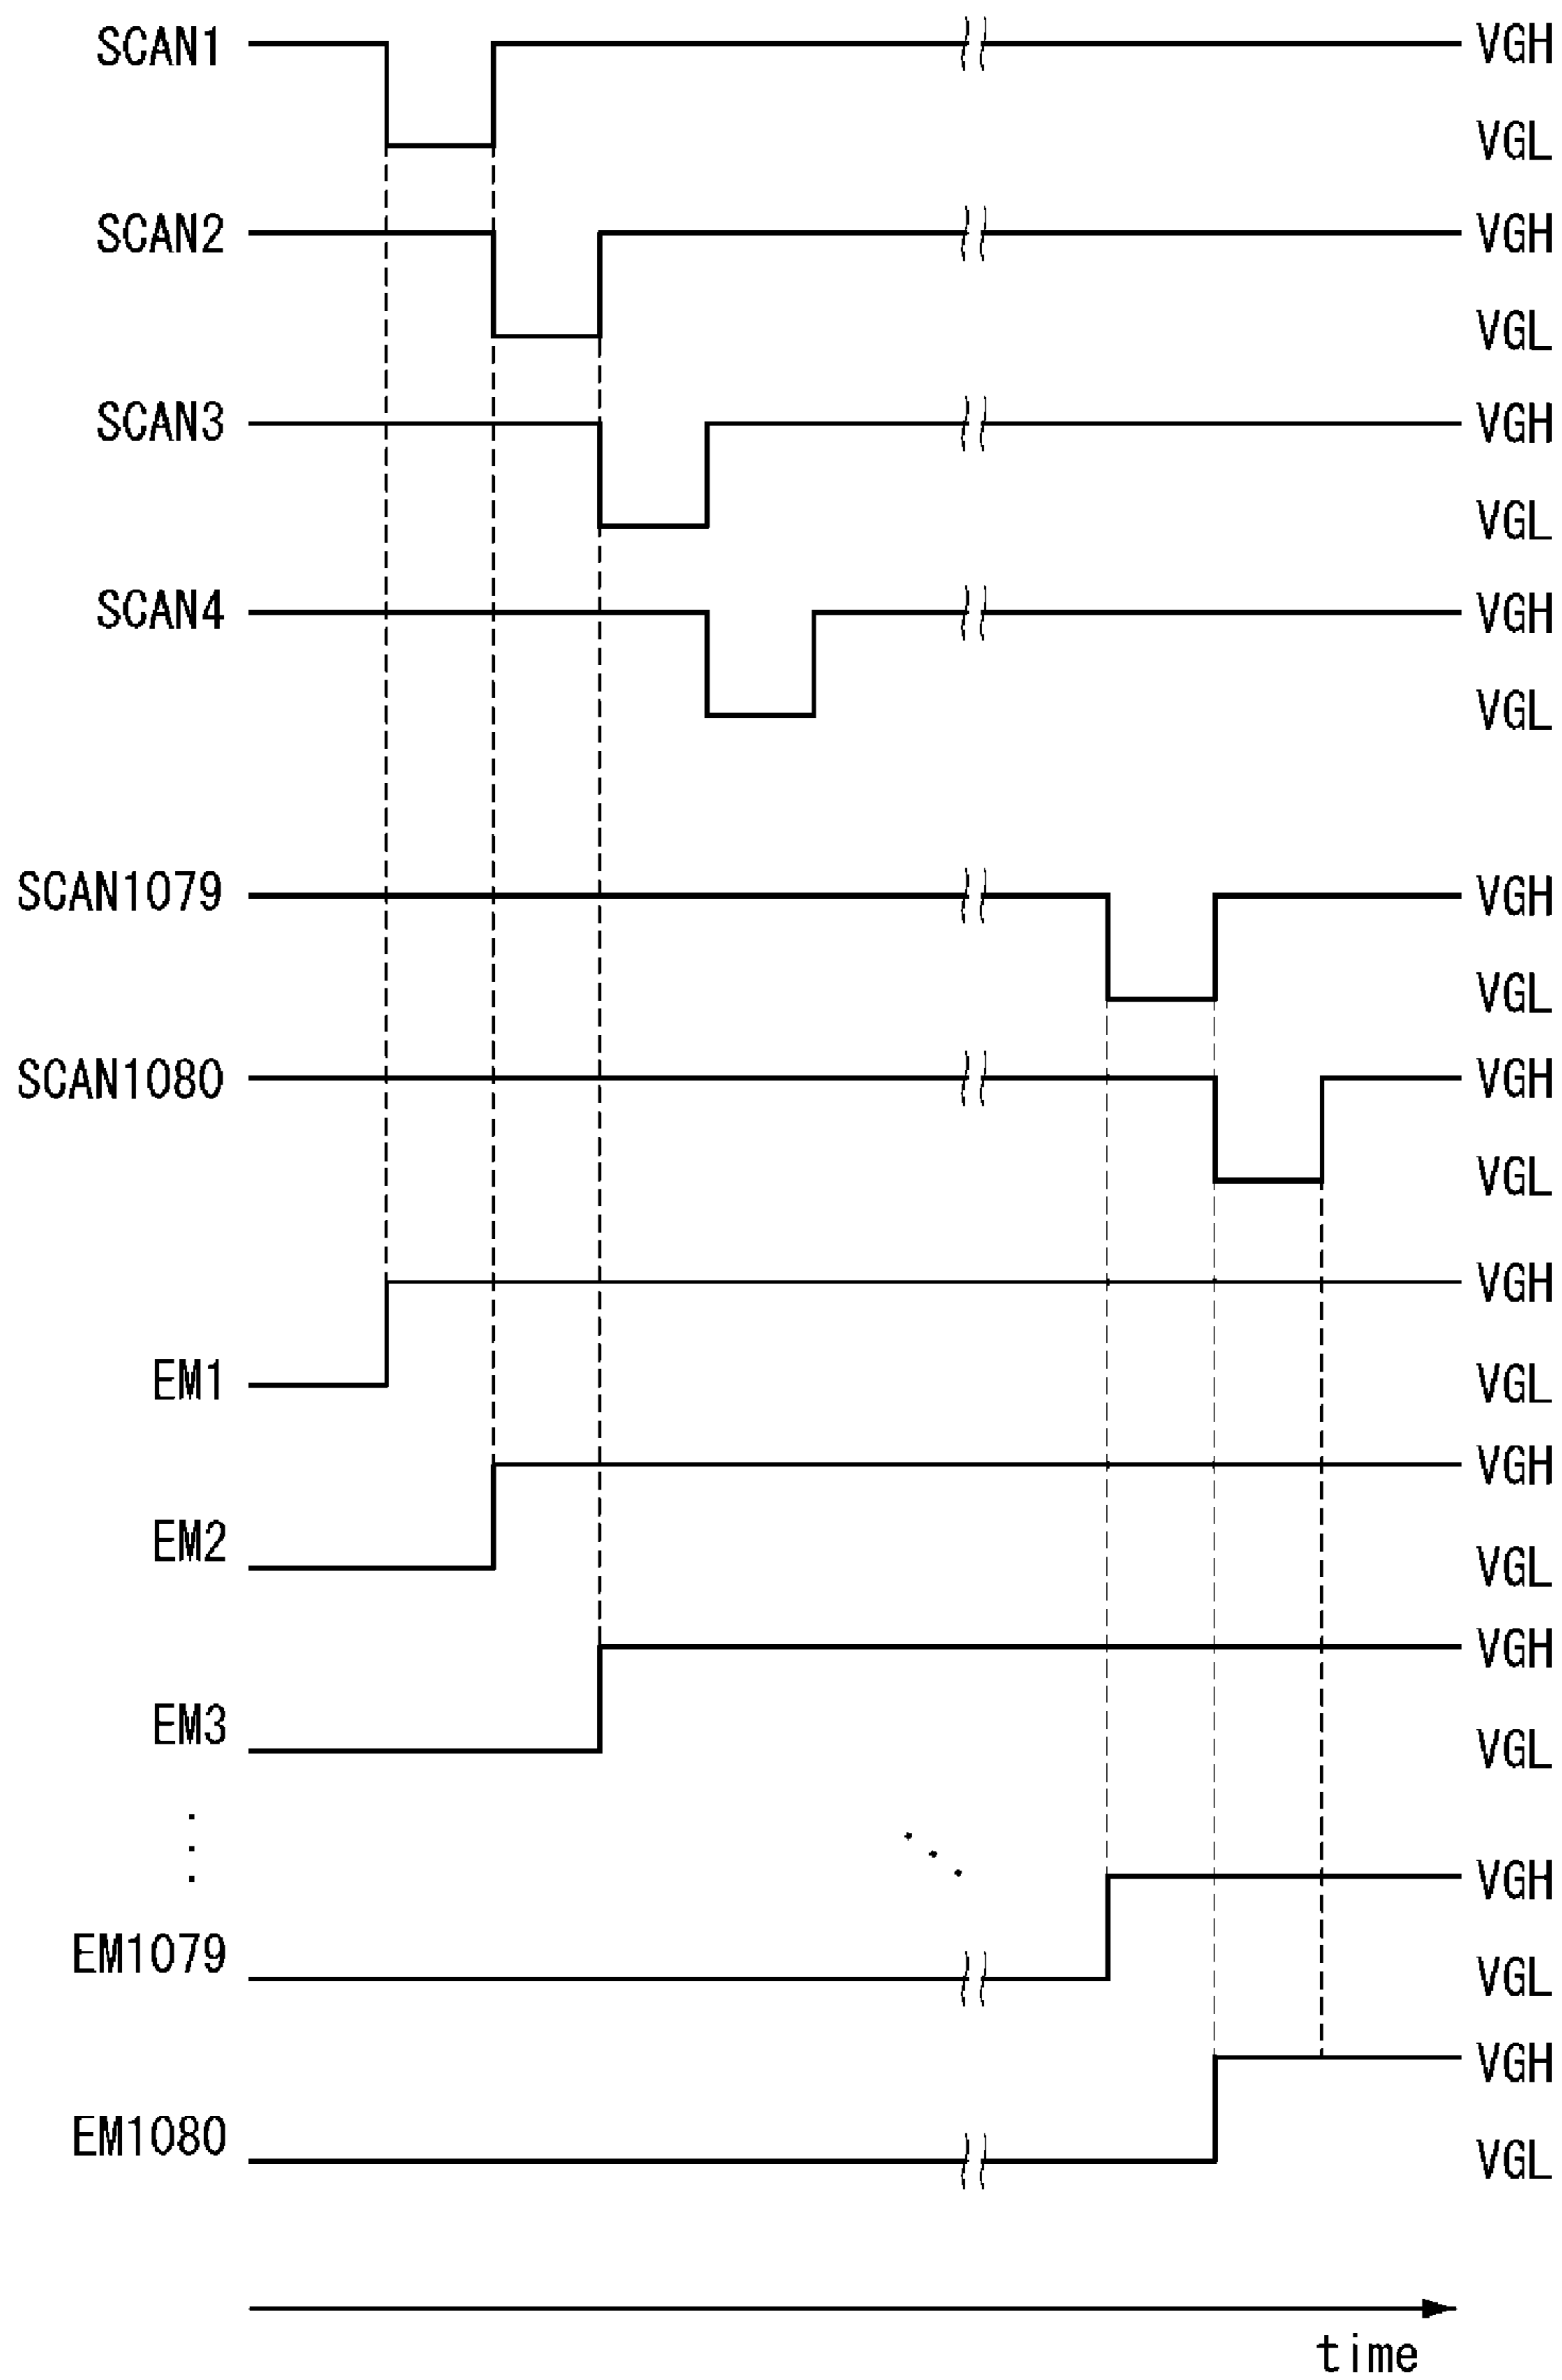 SCAN1 VGH
VGL
SCAN2 VGH
VGL
SCAN3 VGH
VGL
SCAN4 VGH
VGL
SCAN1079 VGH
VGL
SCAN1080 VGH
VGL
VGH
EM1 VGL
VGH
EM2 VGL
VGH
EM3 VGL
VGH
EM1079 VGL
VGH
EM1080 VGL
time